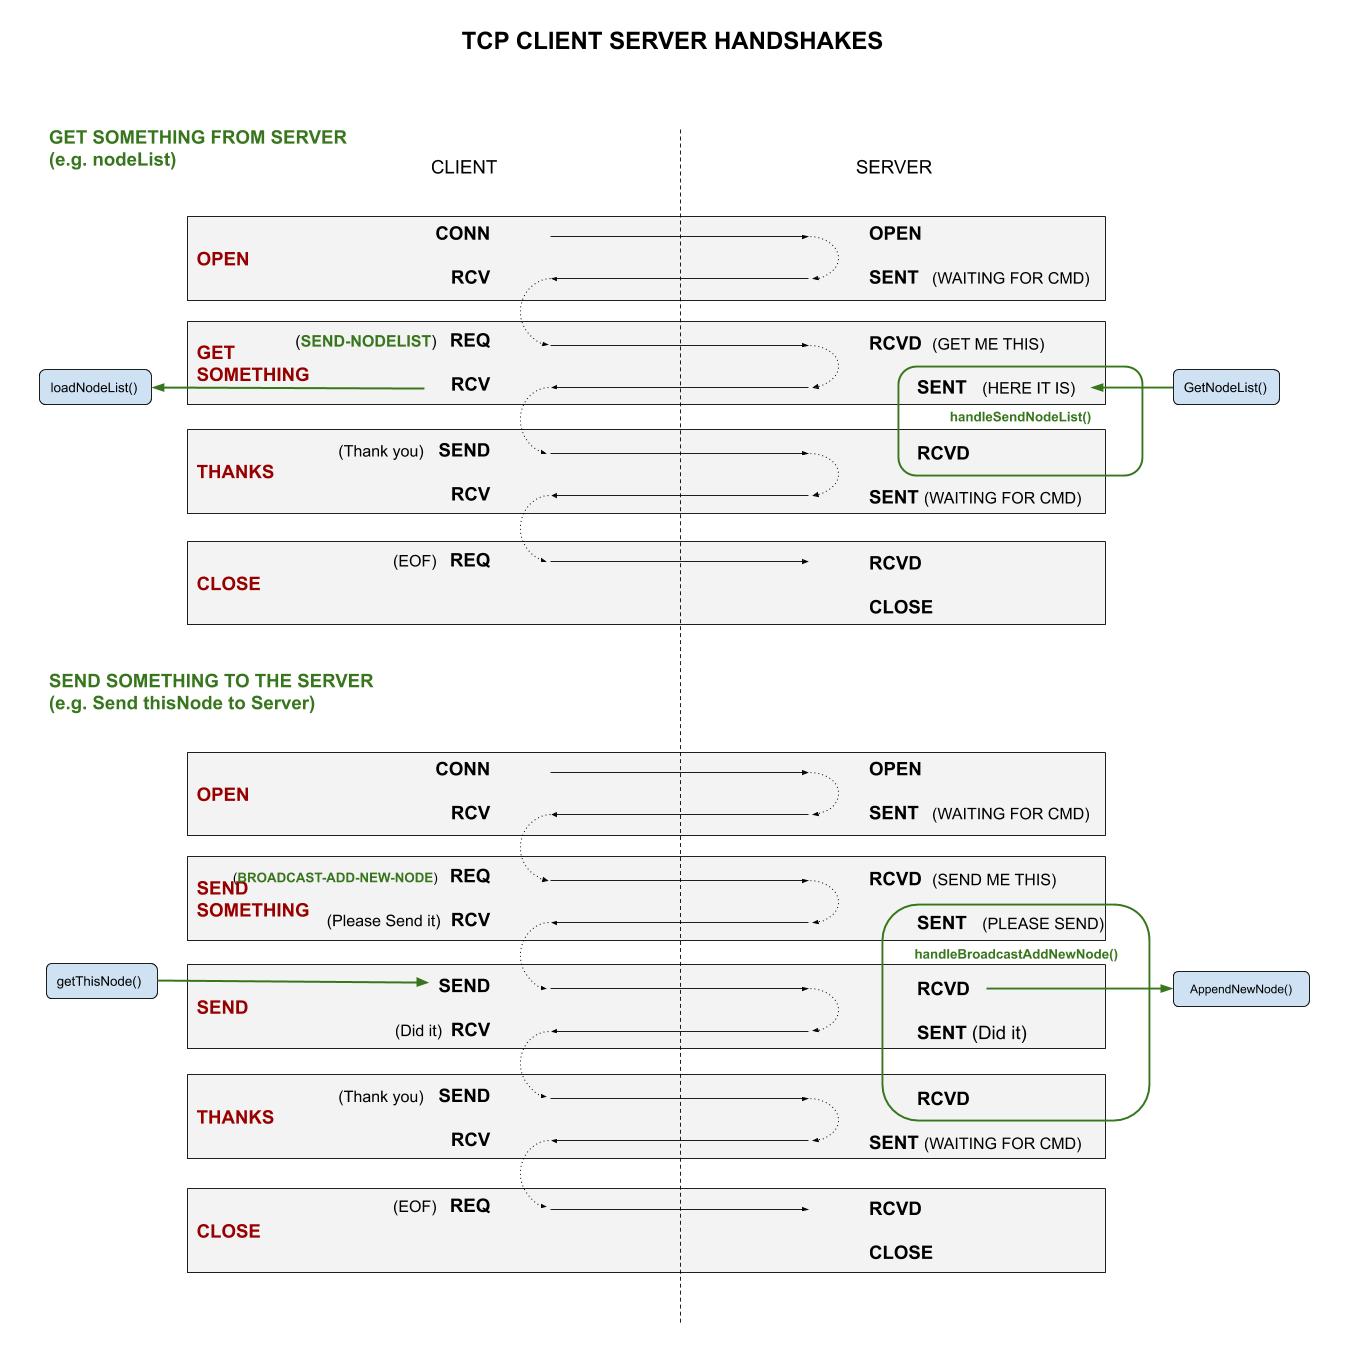 TCP CLIENT SERVER HANDSHAKES
GET SOMETHING FROM SERVER
(e.g. nodeList)
CLIENT
SERVER
CONN
OPEN
OPEN
RCV
SENT (WAITING FOR CMD)
(SEND-NODELIST) REQ
RCVD (GET ME THIS)
GET
SOMETHING
loadNodeList()
RCV
SENT (HERE IT IS)
GetNodeList()
handleSendNodeList()
(Thank you) SEND
RCVD
THANKS
RCV
SENT (WAITING FOR CMD)
(EOF) REQ
RCVD
CLOSE
CLOSE
SEND SOMETHING TO THE SERVER
(e.g. Send thisNode to Server)
CONN
OPEN
OPEN
RCV
SENT (WAITING FOR CMD)
(BROADCAST-ADD-NEW-NODE) REQ
RCVD (SEND ME THIS)
SEND
SOMETHING
(Please Send it) RCV
SENT (PLEASE SEND)
handleBroadcastAddNewNode()
getThisNode()
SEND
RCVD
AppendNewNode()
SEND
(Did it) RCV
SENT (Did it)
(Thank you) SEND
RCVD
THANKS
RCV
SENT (WAITING FOR CMD)
(EOF) REQ
RCVD
CLOSE
CLOSE